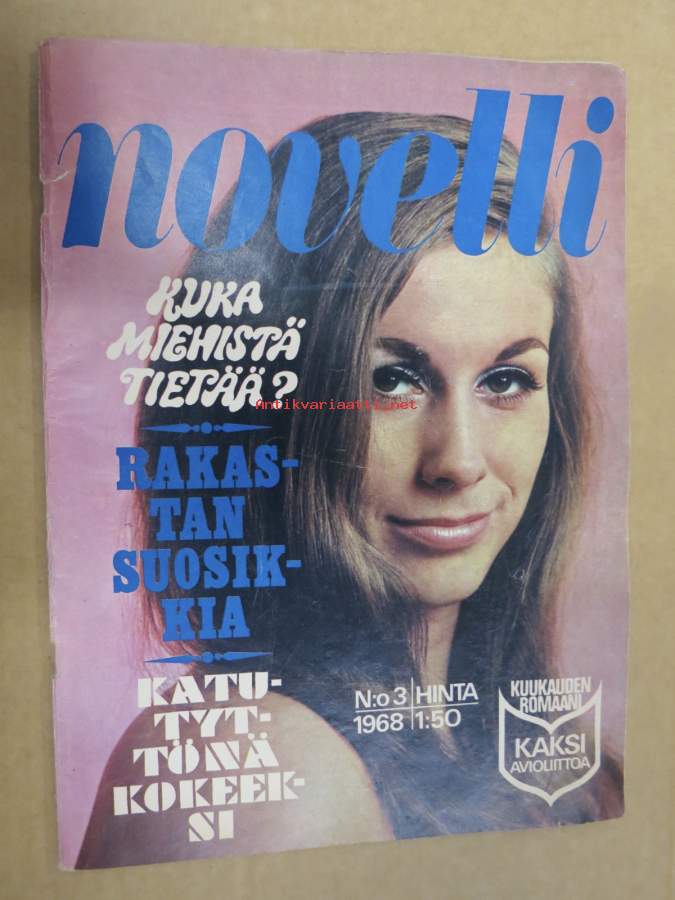 novelli
KUKA
MIEHISTÄ
TIETÄÄ?
Antikvariaatti.net
RAKAS-
TAN
SUOSIK-
KIA
KATU-
TYT-
TÖNÄ
KOKEEK-
SI
N:o 3 HINTA
1968 1:50
KUUKAUDEN
ROMAANI
KAKSI
AVIOLIITTOA